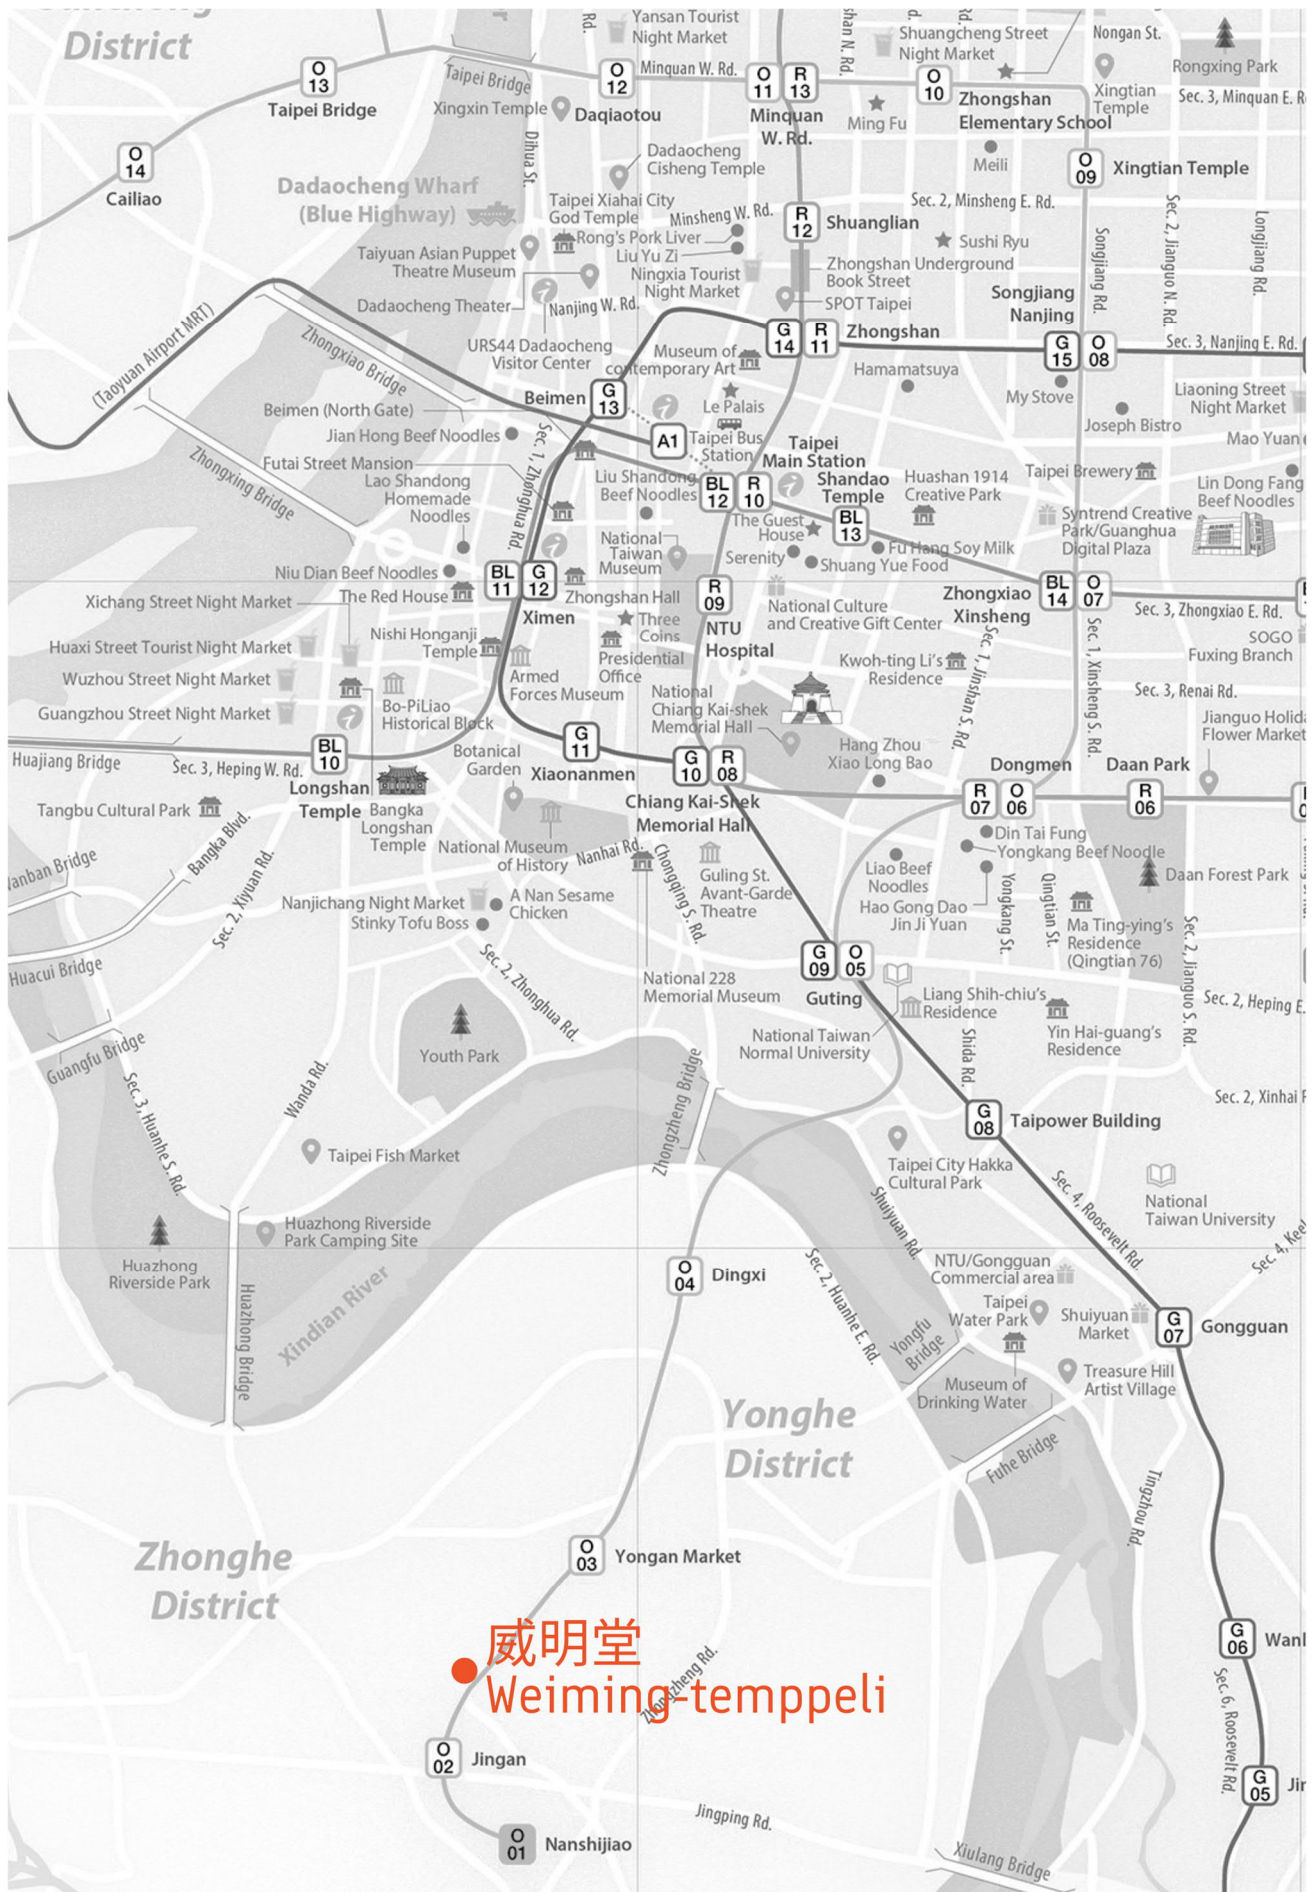 District
Yansan Tourist
Night Market
Shuangcheng Street
Night Market
Nongan St.
Rongxing Park
O
13
Taipei Bridge
Taipei Bridge
O
12
Daqiaotou
Minquan W. Rd.
O
11
R
13
Minquan
W. Rd.
O
10
Zhongshan
Elementary School
Xingtian
Temple
Sec. 3, Minquan E. R
Xingxin Temple
Dihua St.
Ming Fu
Meili
O
14
Cailiao
O
09
Xingtian Temple
Dadaocheng
Cisheng Temple
Dadaocheng Wharf
(Blue Highway)
Taipei Xiahai City
God Temple
Minsheng W. Rd.
Sec. 2, Minsheng E. Rd.
R
12
Shuanglian
Rong's Pork Liver
Liu Yu Zi
Sushi Ryu
Songjiang Rd.
Sec. 2, Jianguo N. Rd.
Longjiang Rd.
Taiyuan Asian Puppet
Theatre Museum
Ningxia Tourist
Night Market
Zhongshan Underground
Book Street
Dadaocheng Theater
Nanjing W. Rd.
SPOT Taipei
Songjiang
Nanjing
(Taoyuan Airport MRT)
Zhongxiao Bridge
URS44 Dadaocheng
Visitor Center
Museum of
contemporary Art
G
14
R
11
Zhongshan
G
15
O
08
Sec. 3, Nanjing E. Rd.
Hamamatsuya
My Stove
Joseph Bistro
Liaoning Street
Night Market
Mao Yuan
Beimen
G
13
Le Palais
Beimen (North Gate)
Jian Hong Beef Noodles
A1
Taipei Bus
Station
Taipei
Main Station
Zhongxing Bridge
Sec. 1, Zhonghua Rd.
Futai Street Mansion
Lao Shandong
Homemade
Noodles
Liu Shandong
Beef Noodles
BL
12
R
10
Shandao
Temple
BL
13
Huashan 1914
Creative Park
Taipei Brewery
Lin Dong Fang
Beef Noodles
Syntrend Creative
Park/Guanghua
Digital Plaza
The Guest
House
Serenity
Fu Hang Soy Milk
Shuang Yue Food
National
Taiwan
Museum
Niu Dian Beef Noodles
The Red House
BL
11
G
12
Ximen
Zhongshan Hall
R
09
NTU
Hospital
National Culture
and Creative Gift Center
Zhongxiao
Xinsheng
BL
14
O
07
Sec. 3, Zhongxiao E. Rd.
SOGO
Fuxing Branch
Xichang Street Night Market
Huaxi Street Tourist Night Market
Wuzhou Street Night Market
Guangzhou Street Night Market
Nishi Honganji
Temple
Three
Coins
Presidential
Office
Armed
Forces Museum
Bo-PiLiao
Historical Block
National
Chiang Kai-shek
Memorial Hall
Kwoh-ting Li's
Residence
Sec. 1, Jinshan S. Rd.
Sec. 1, Xinsheng S. Rd.
Sec. 3, Renai Rd.
Jianguo Holida
Flower Market
Huajiang Bridge
Sec. 3, Heping W. Rd.
BL
10
Longshan
Temple
Bangka
Longshan
Temple
Botanical
Garden
G
11
Xiaonanmen
G
10
R
08
Chiang Kai-Shek
Memorial Hall
Hang Zhou
Xiao Long Bao
Dongmen
R
07
O
06
Daan Park
R
06
Tangbu Cultural Park
Bangka Blvd.
Sec. 2, Xiyuan Rd.
National Museum
of History
Nanhai Rd.
Chongqing S. Rd.
Guling St.
Avant-Garde
Theatre
Din Tai Fung
Yongkang Beef Noodle
Liao Beef
Noodles
Hao Gong Dao
Jin Ji Yuan
Yongkang St.
Qingtian St.
Daan Forest Park
Ma Ting-ying's
Residence
(Qingtian 76)
Sec. 2, Jianguo S. Rd.
Nanjichang Night Market
Stinky Tofu Boss
A Nan Sesame
Chicken
Sec. 2, Zhonghua Rd.
Huacui Bridge
National 228
Memorial Museum
G
09
O
05
Guting
Liang Shih-chiu's
Residence
Yin Hai-guang's
Residence
Sec. 2, Heping E.
National Taiwan
Normal University
Shida Rd.
Youth Park
Guangfu Bridge
Sec. 3, Huanhe S. Rd.
Wanda Rd.
Zhongzheng Bridge
Sec. 2, Xinhai R
G
08
Taipower Building
Taipei Fish Market
Taipei City Hakka
Cultural Park
Sec. 4, Roosevelt Rd.
National
Taiwan University
Shuiyuan Rd.
Huazhong
Riverside Park
Huazhong Riverside
Park Camping Site
Huazhong Bridge
Xindian River
O
04
Dingxi
Sec. 2, Huanhe E. Rd.
NTU/Gongguan
Commercial area
Sec. 4, Kee
Taipei
Water Park
Shuiyuan
Market
G
07
Gongguan
Yongfu
Bridge
Museum of
Drinking Water
Treasure Hill
Artist Village
Yonghe
District
Fuhe Bridge
Tingzhou Rd.
Zhonghe
District
O
03
Yongan Market
威明堂
Weiming-temppeli
Zhongzheng Rd.
G
06
Wanl
Sec. 6, Roosevelt Rd.
O
02
Jingan
G
05
Jin
Jingping Rd.
O
01
Nanshijiao
Xiulang Bridge